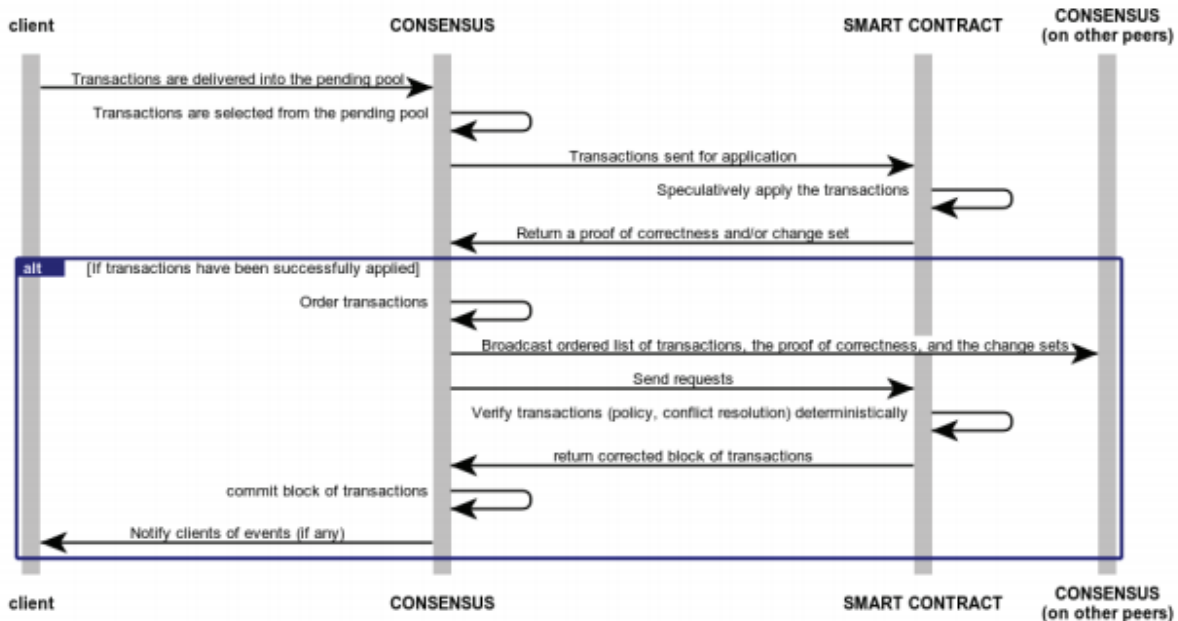 client
CONSENSUS
SMART CONTRACT
CONSENSUS
(on other peers)
Transactions are delivered into the pending pool
Transactions are selected from the pending pool
Transactions sent for application
Speculatively apply the transactions
Return a proof of correctness and/or change set
alt
[If transactions have been successfully applied]
Order transactions
Broadcast ordered list of transactions, the proof of correctness, and the change sets
Send requests
Verify transactions (policy, conflict resolution) deterministically
return corrected block of transactions
commit block of transactions
Notify clients of events (if any)
client
CONSENSUS
SMART CONTRACT
CONSENSUS
(on other peers)